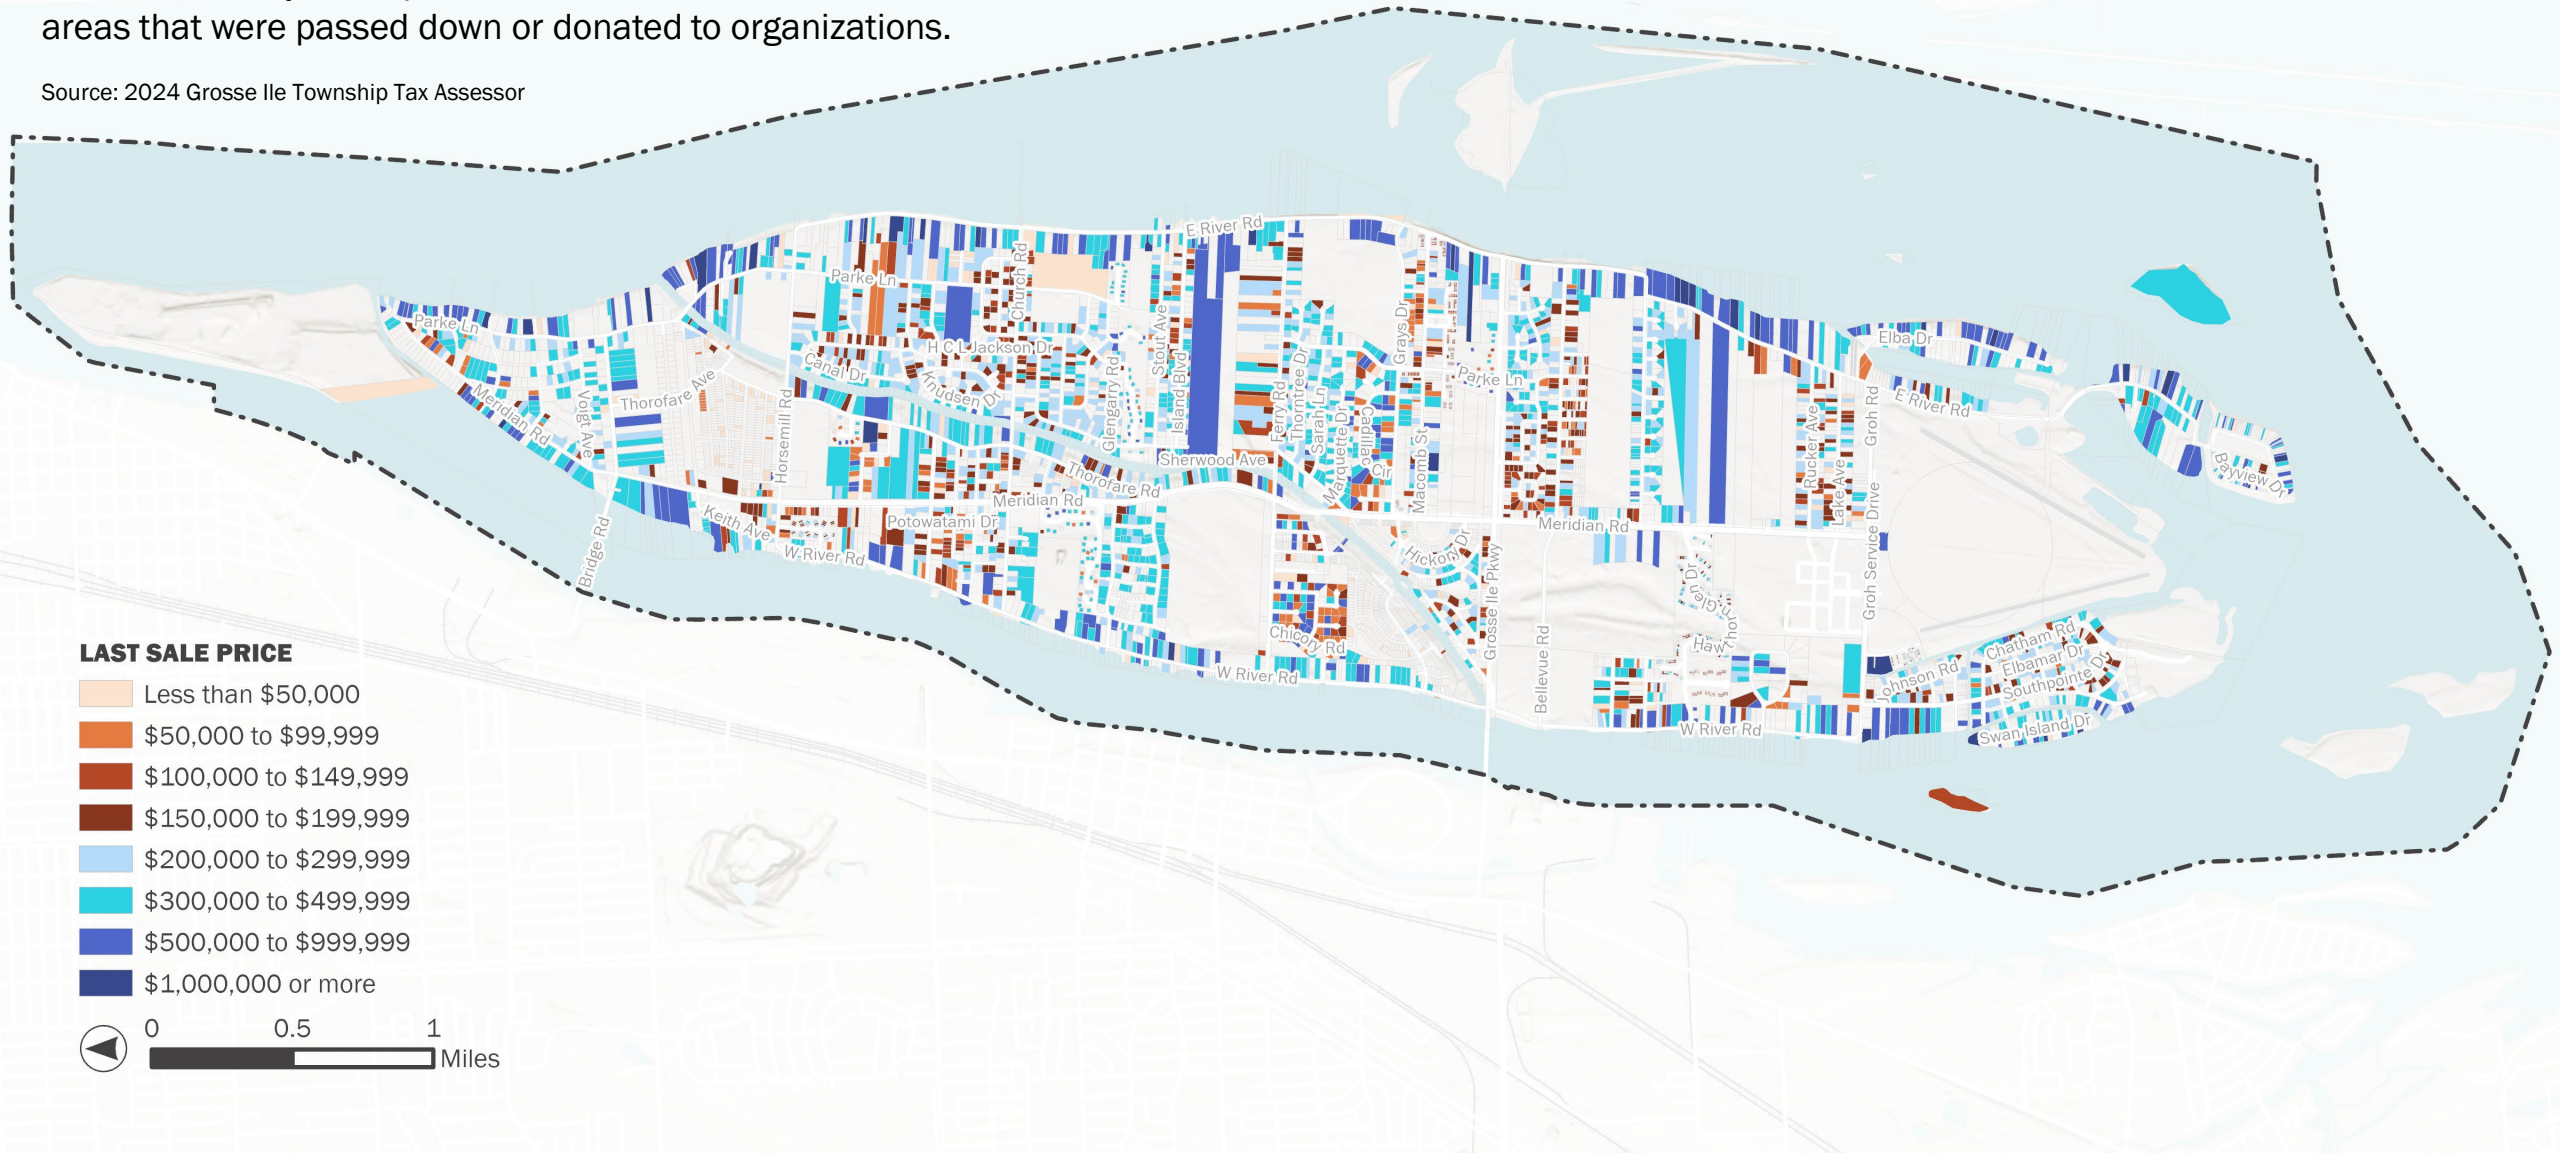 areas that were passed down or donated to organizations.
Source: 2024 Grosse Ile Township Tax Assessor
E River Rd
Parke Ln
Church Rd
Parke Ln
Stout Ave
Grays Dr
Elba Dr
H C L Jackson Dr
Canal Dr
Knudsen Dr
Glengarry Rd
Island Blvd
Ferry Rd
Thorntree Dr
Sarah Ln
Marquette Dr
Cadillac Cir
Parke Ln
Macomb St
Rucker Ave
Lake Ave
Groh Rd
E River Rd
Thorofare Ave
Voigt Ave
Meridian Rd
Horsemill Rd
Sherwood Ave
Thorofare Rd
Bayview Dr
Meridian Rd
Meridian Rd
Keith Ave
Potowatami Dr
W River Rd
Bridge Rd
Hickory Dr
Grosse Ile Pkwy
Groh Service Drive
Bellevue Rd
Chicory Rd
W River Rd
Chatham Rd
Elbamar Dr
Southpointe Dr
Johnson Rd
Swan Island Dr
W River Rd
LAST SALE PRICE
Less than $50,000
$50,000 to $99,999
$100,000 to $149,999
$150,000 to $199,999
$200,000 to $299,999
$300,000 to $499,999
$500,000 to $999,999
$1,000,000 or more
0 0.5 1
Miles